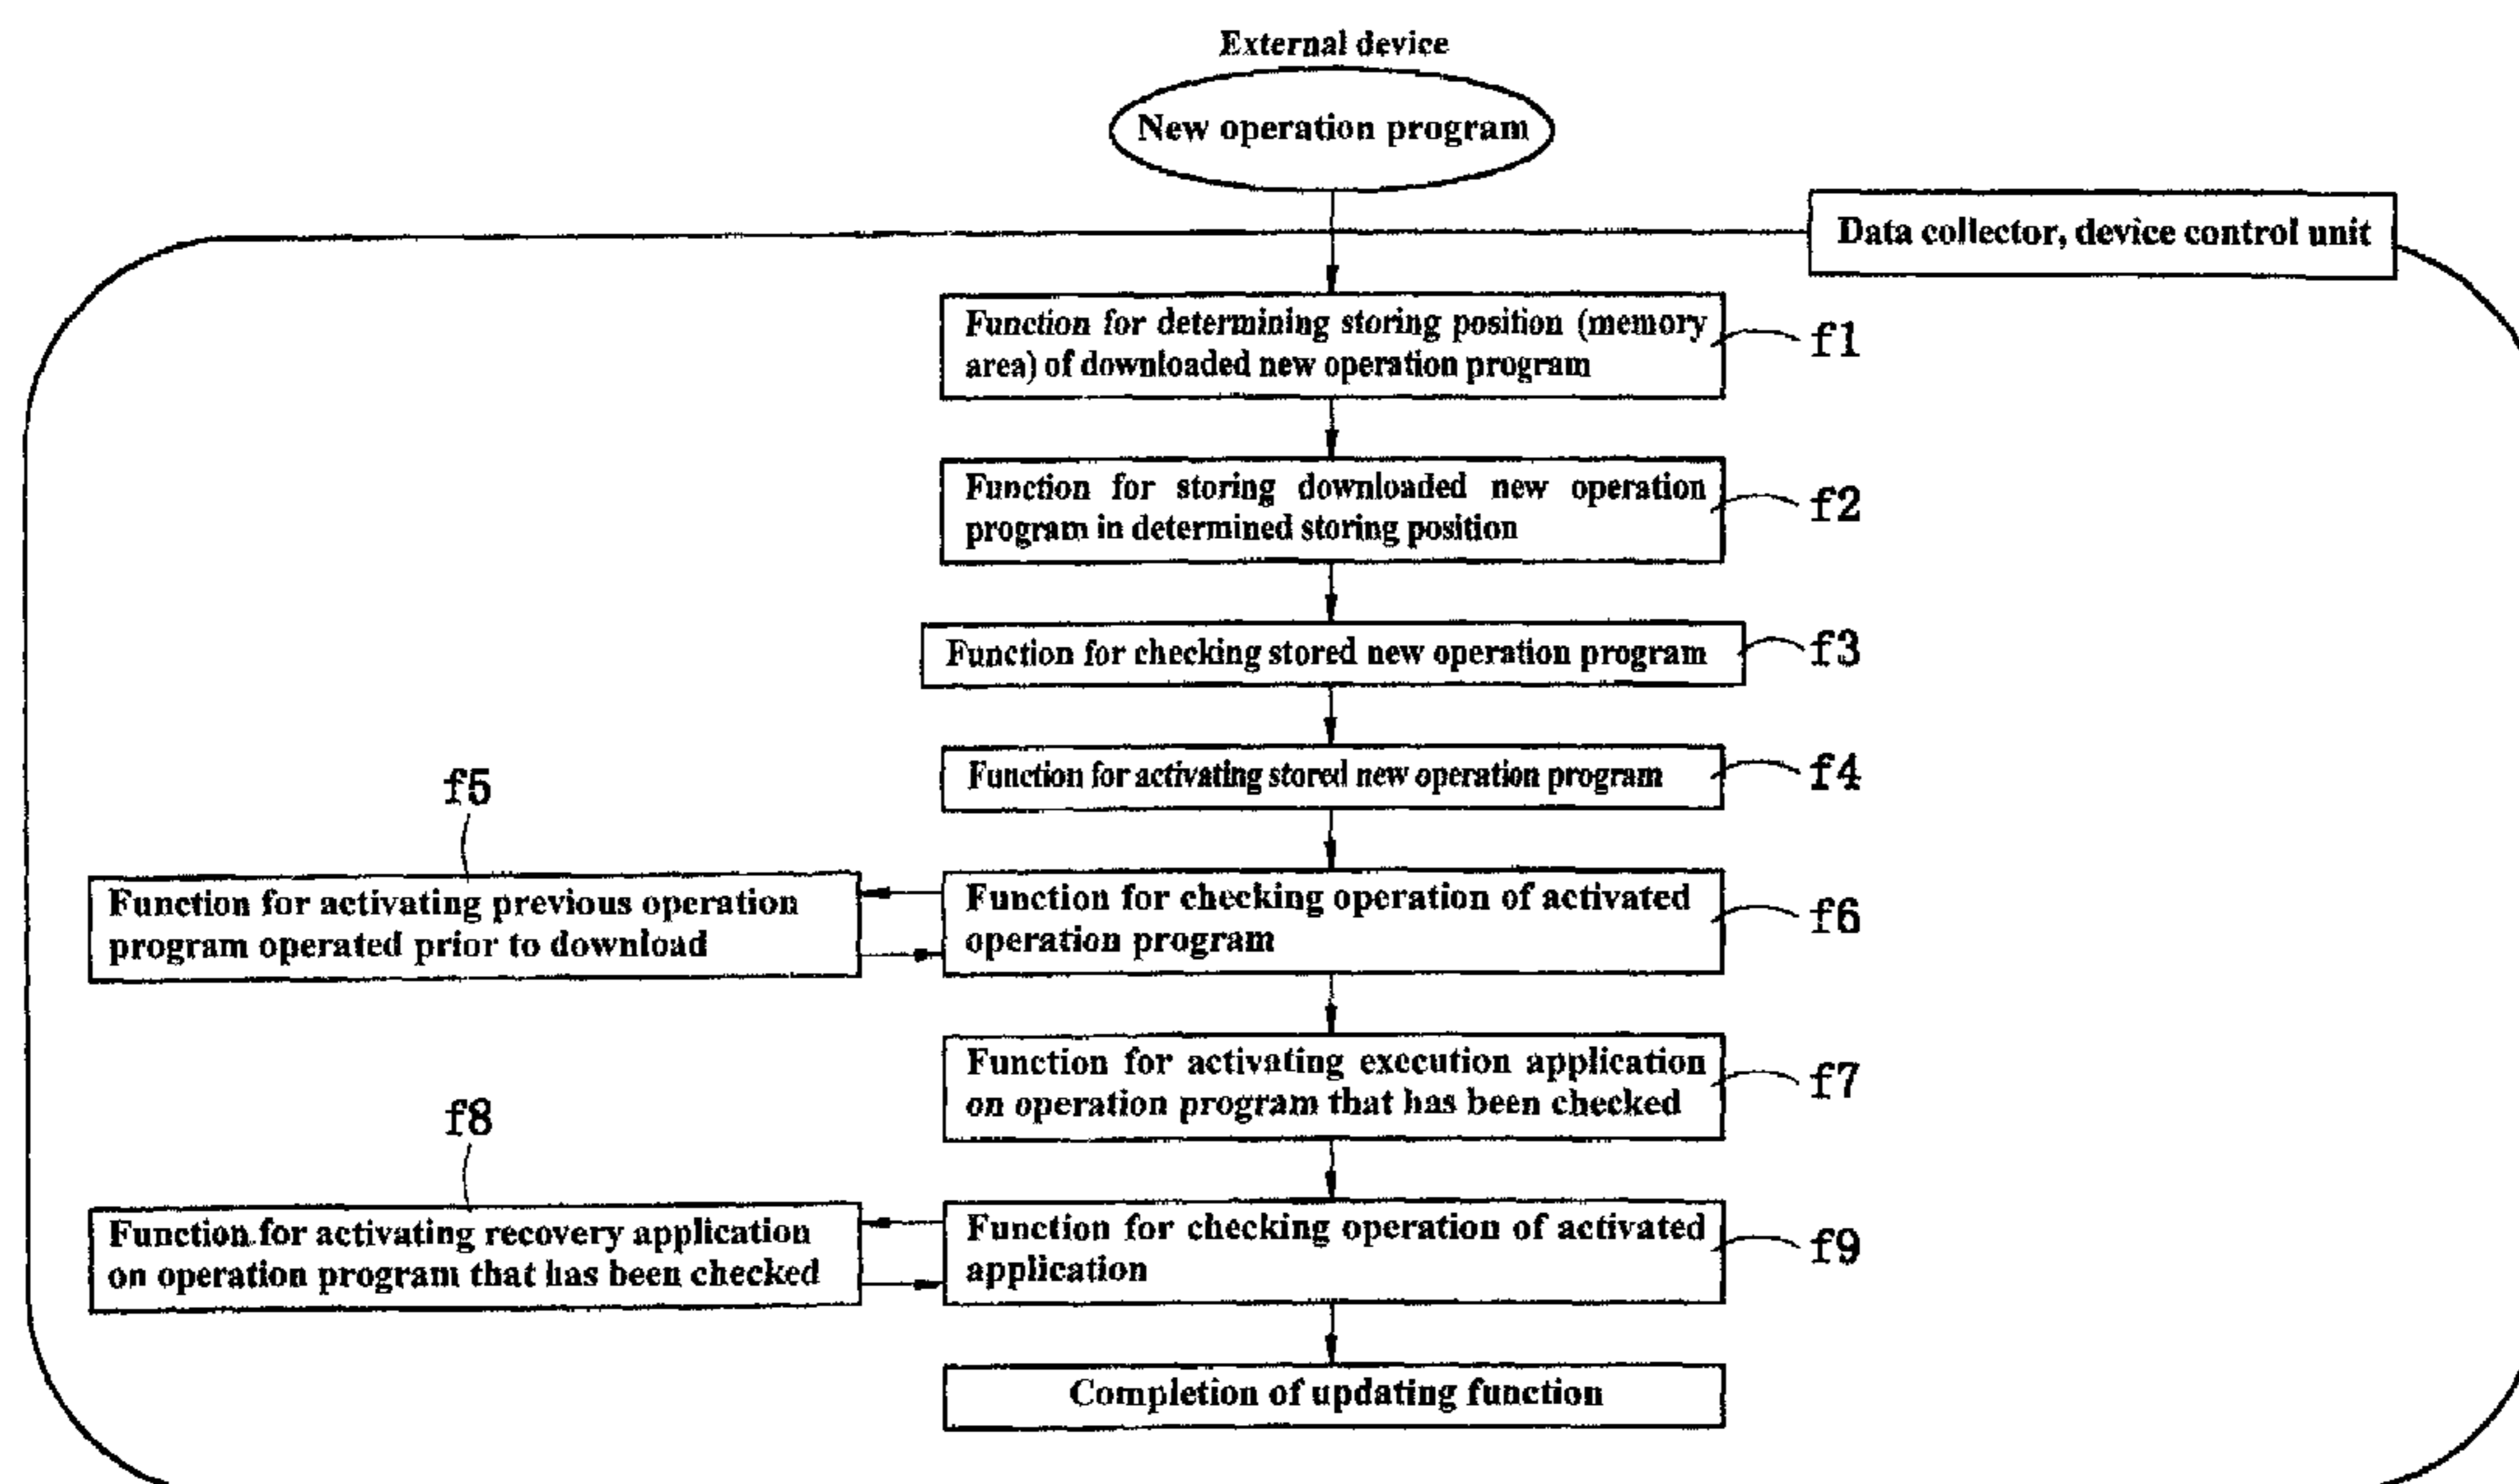 External device
New operation program
Data collector, device control unit
Function for determining storing position (memory
area) of downloaded new operation program
f1
Function for storing downloaded new operation
program in determined storing position
f2
Function for checking stored new operation program
f3
Function for activating stored new operation program
f4
f5
Function for activating previous operation
program operated prior to download
Function for checking operation of activated
operation program
f6
Function for activating execution application
on operation program that has been checked
f7
f8
Function for activating recovery application
on operation program that has been checked
Function for checking operation of activated
application
f9
Completion of updating function